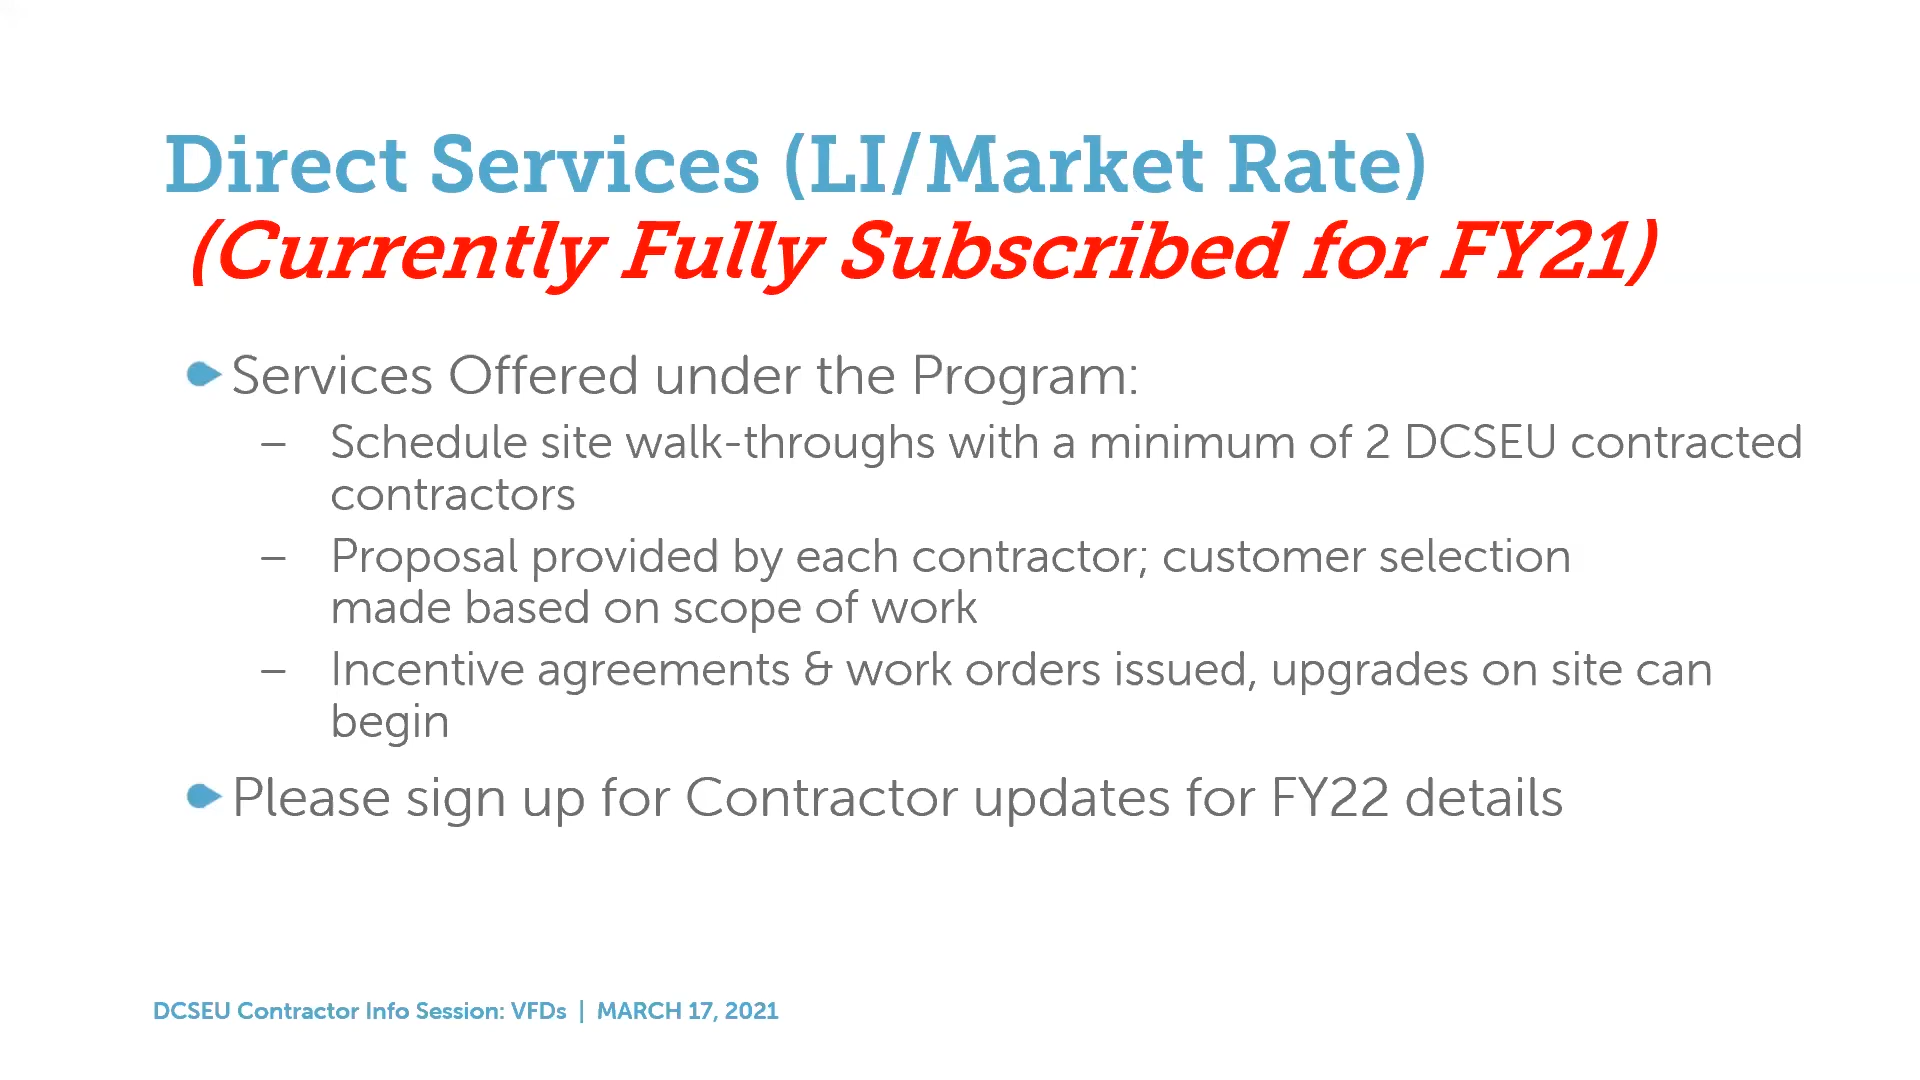 Direct Services (LI/Market Rate)
(Currently Fully Subscribed for FY21)
Services Offered under the Program:
– Schedule site walk-throughs with a minimum of 2 DCSEU contracted
contractors
– Proposal provided by each contractor; customer selection
made based on scope of work
– Incentive agreements & work orders issued, upgrades on site can
begin
Please sign up for Contractor updates for FY22 details
DCSEU Contractor Info Session: VFDs | MARCH 17, 2021